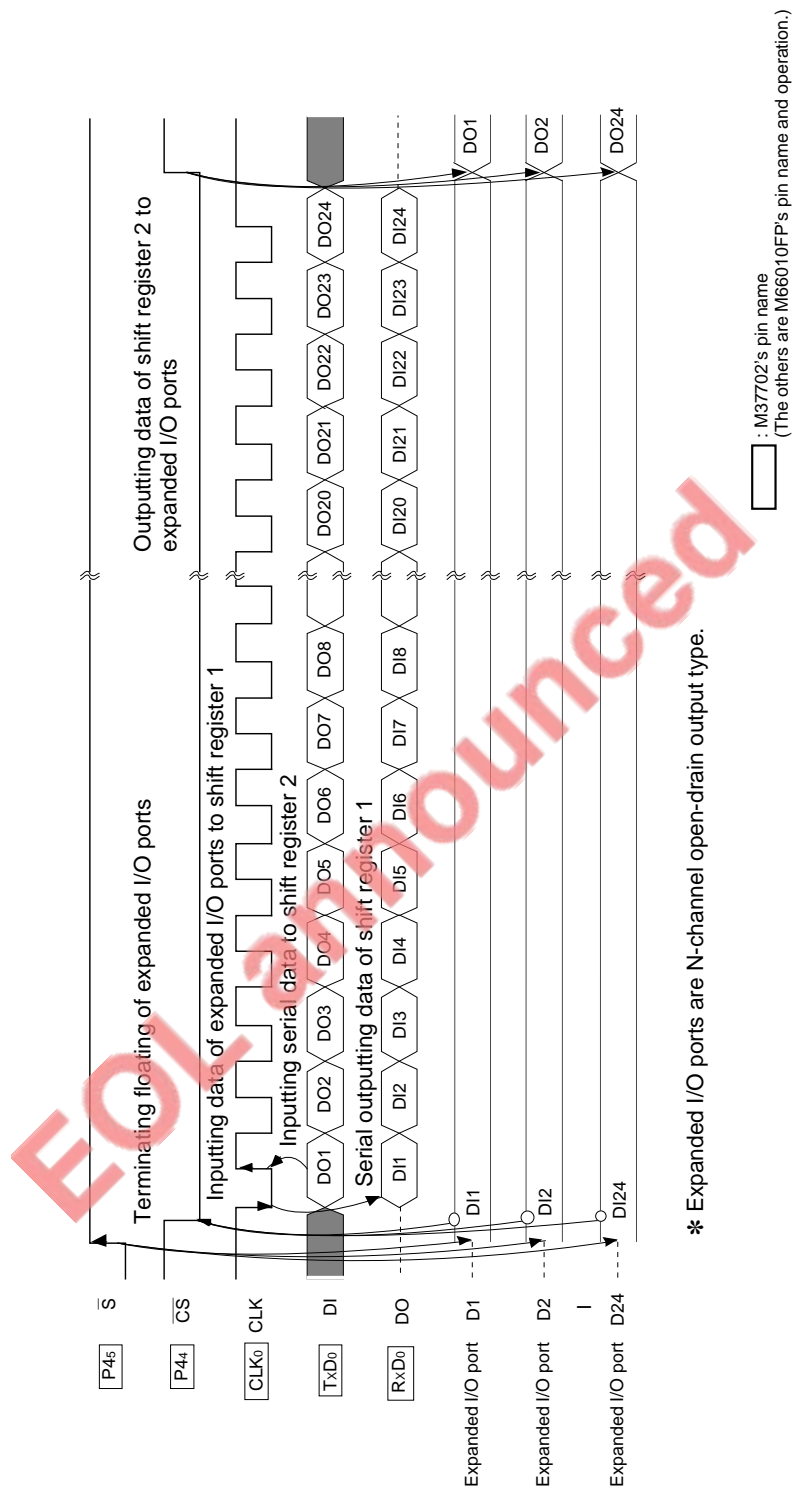 P4₅ S̅
Terminating floating of expanded I/O ports
P4₄ C̅S̅
Outputting data of shift register 2 to
expanded I/O ports
Inputting data of expanded I/O ports to shift register 1
CLK₀ CLK
Inputting serial data to shift register 2
TxD₀ DI DO1 DO2 DO3 DO4 DO5 DO6 DO7 DO8 DO20 DO21 DO22 DO23 DO24
Serial outputting data of shift register 1
RxD₀ DO DI1 DI2 DI3 DI4 DI5 DI6 DI7 DI8 DI20 DI21 DI22 DI23 DI24
Expanded I/O port D1 DI1 DO1
Expanded I/O port D2 DI2 DO2
Expanded I/O port D24 DI24 DO24
* Expanded I/O ports are N-channel open-drain output type.
: M37702's pin name
(The others are M66010FP's pin name and operation.)
EOL announced